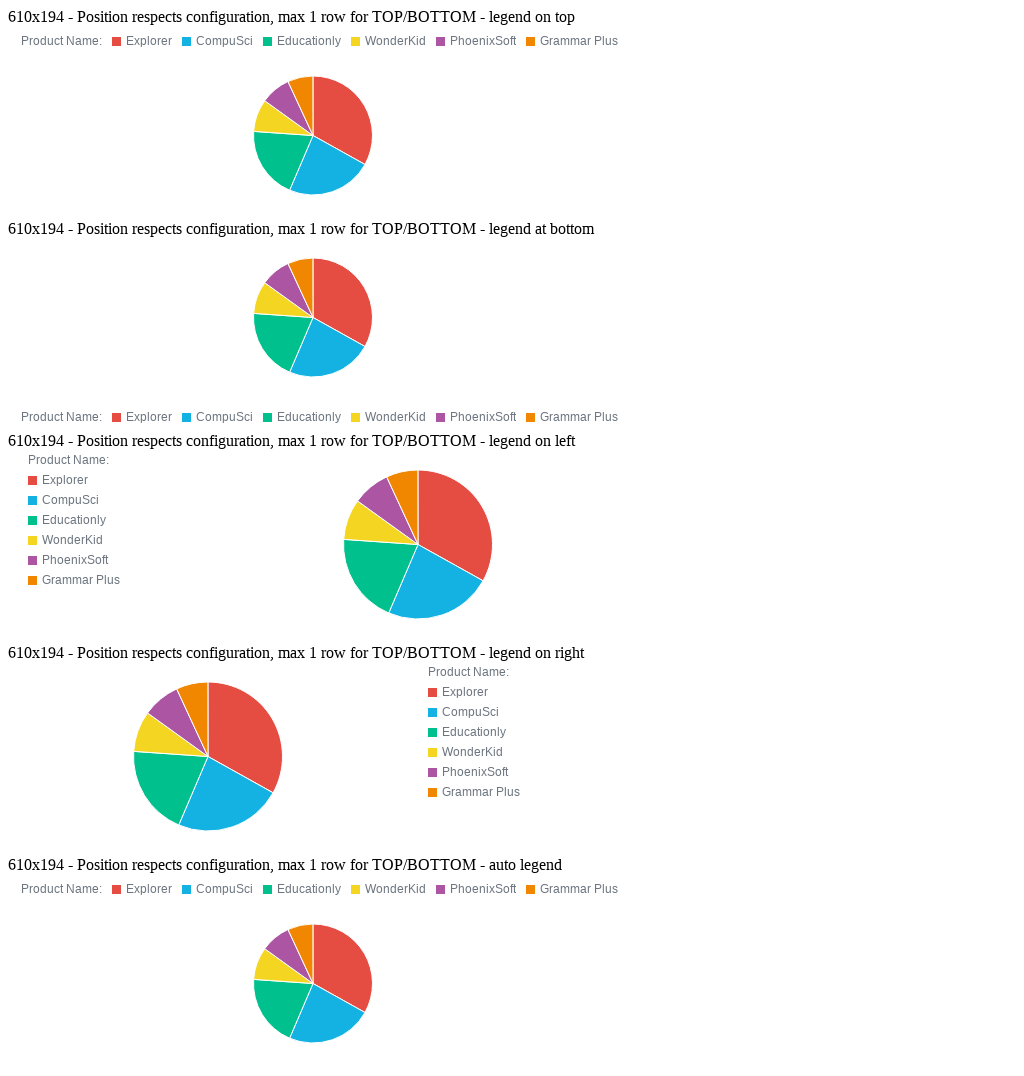 610x194 - Position respects configuration, max 1 row for TOP/BOTTOM - legend on top
Product Name: Explorer CompuSci Educationly WonderKid PhoenixSoft Grammar Plus
610x194 - Position respects configuration, max 1 row for TOP/BOTTOM - legend at bottom
Product Name: Explorer CompuSci Educationly WonderKid PhoenixSoft Grammar Plus
610x194 - Position respects configuration, max 1 row for TOP/BOTTOM - legend on left
Product Name:
Explorer
CompuSci
Educationly
WonderKid
PhoenixSoft
Grammar Plus
610x194 - Position respects configuration, max 1 row for TOP/BOTTOM - legend on right
Product Name:
Explorer
CompuSci
Educationly
WonderKid
PhoenixSoft
Grammar Plus
610x194 - Position respects configuration, max 1 row for TOP/BOTTOM - auto legend
Product Name: Explorer CompuSci Educationly WonderKid PhoenixSoft Grammar Plus